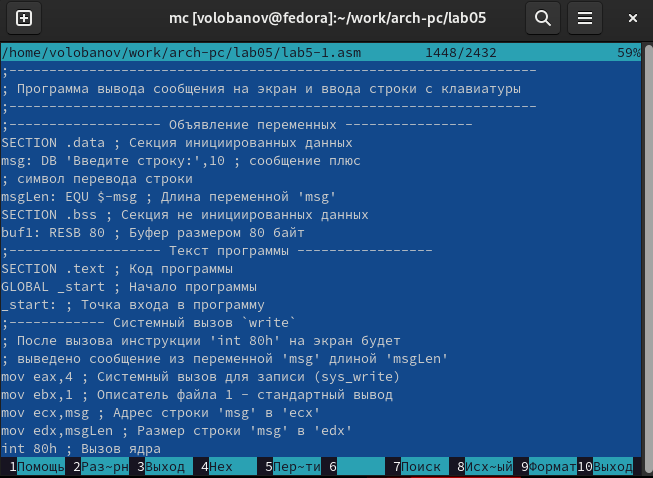 mc [volobanov@fedora]:~/work/arch-pc/lab05
/home/volobanov/work/arch-pc/lab05/lab5-1.asm 1448/2432 59%
;------------------------------------------------------------------
; Программа вывода сообщения на экран и ввода строки с клавиатуры
;------------------------------------------------------------------
;------------------- Объявление переменных ----------------
SECTION .data ; Секция инициированных данных
msg: DB 'Введите строку:',10 ; сообщение плюс
; символ перевода строки
msgLen: EQU $-msg ; Длина переменной 'msg'
SECTION .bss ; Секция не инициированных данных
buf1: RESB 80 ; Буфер размером 80 байт
;------------------- Текст программы -----------------
SECTION .text ; Код программы
GLOBAL _start ; Начало программы
_start: ; Точка входа в программу
;------------ Системный вызов `write`
; После вызова инструкции 'int 80h' на экран будет
; выведено сообщение из переменной 'msg' длиной 'msgLen'
mov eax,4 ; Системный вызов для записи (sys_write)
mov ebx,1 ; Описатель файла 1 - стандартный вывод
mov ecx,msg ; Адрес строки 'msg' в 'ecx'
mov edx,msgLen ; Размер строки 'msg' в 'edx'
int 80h ; Вызов ядра
1Помощь 2Раз~рн 3Выход 4Hex 5Пер~ти 6 7Поиск 8Исх~ый 9Формат 10Выход